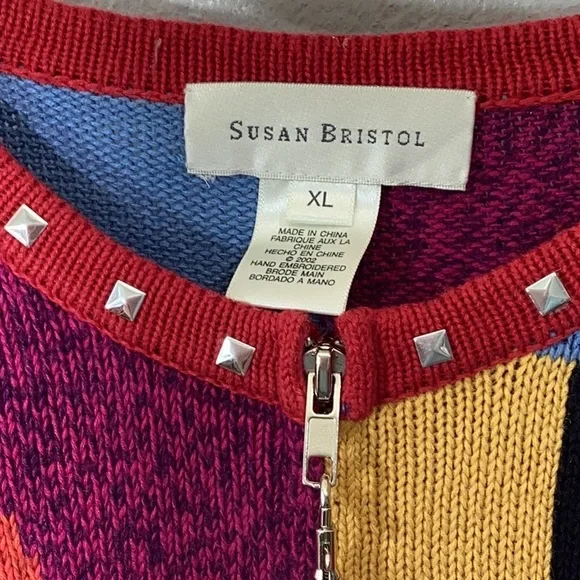 SUSAN BRISTOL
XL
MADE IN CHINA
FABRIQUE AUX LA
CHINE
HECHO EN CHINE
© 2002
HAND EMBROIDERED
BRODE MAIN
BORDADO A MANO